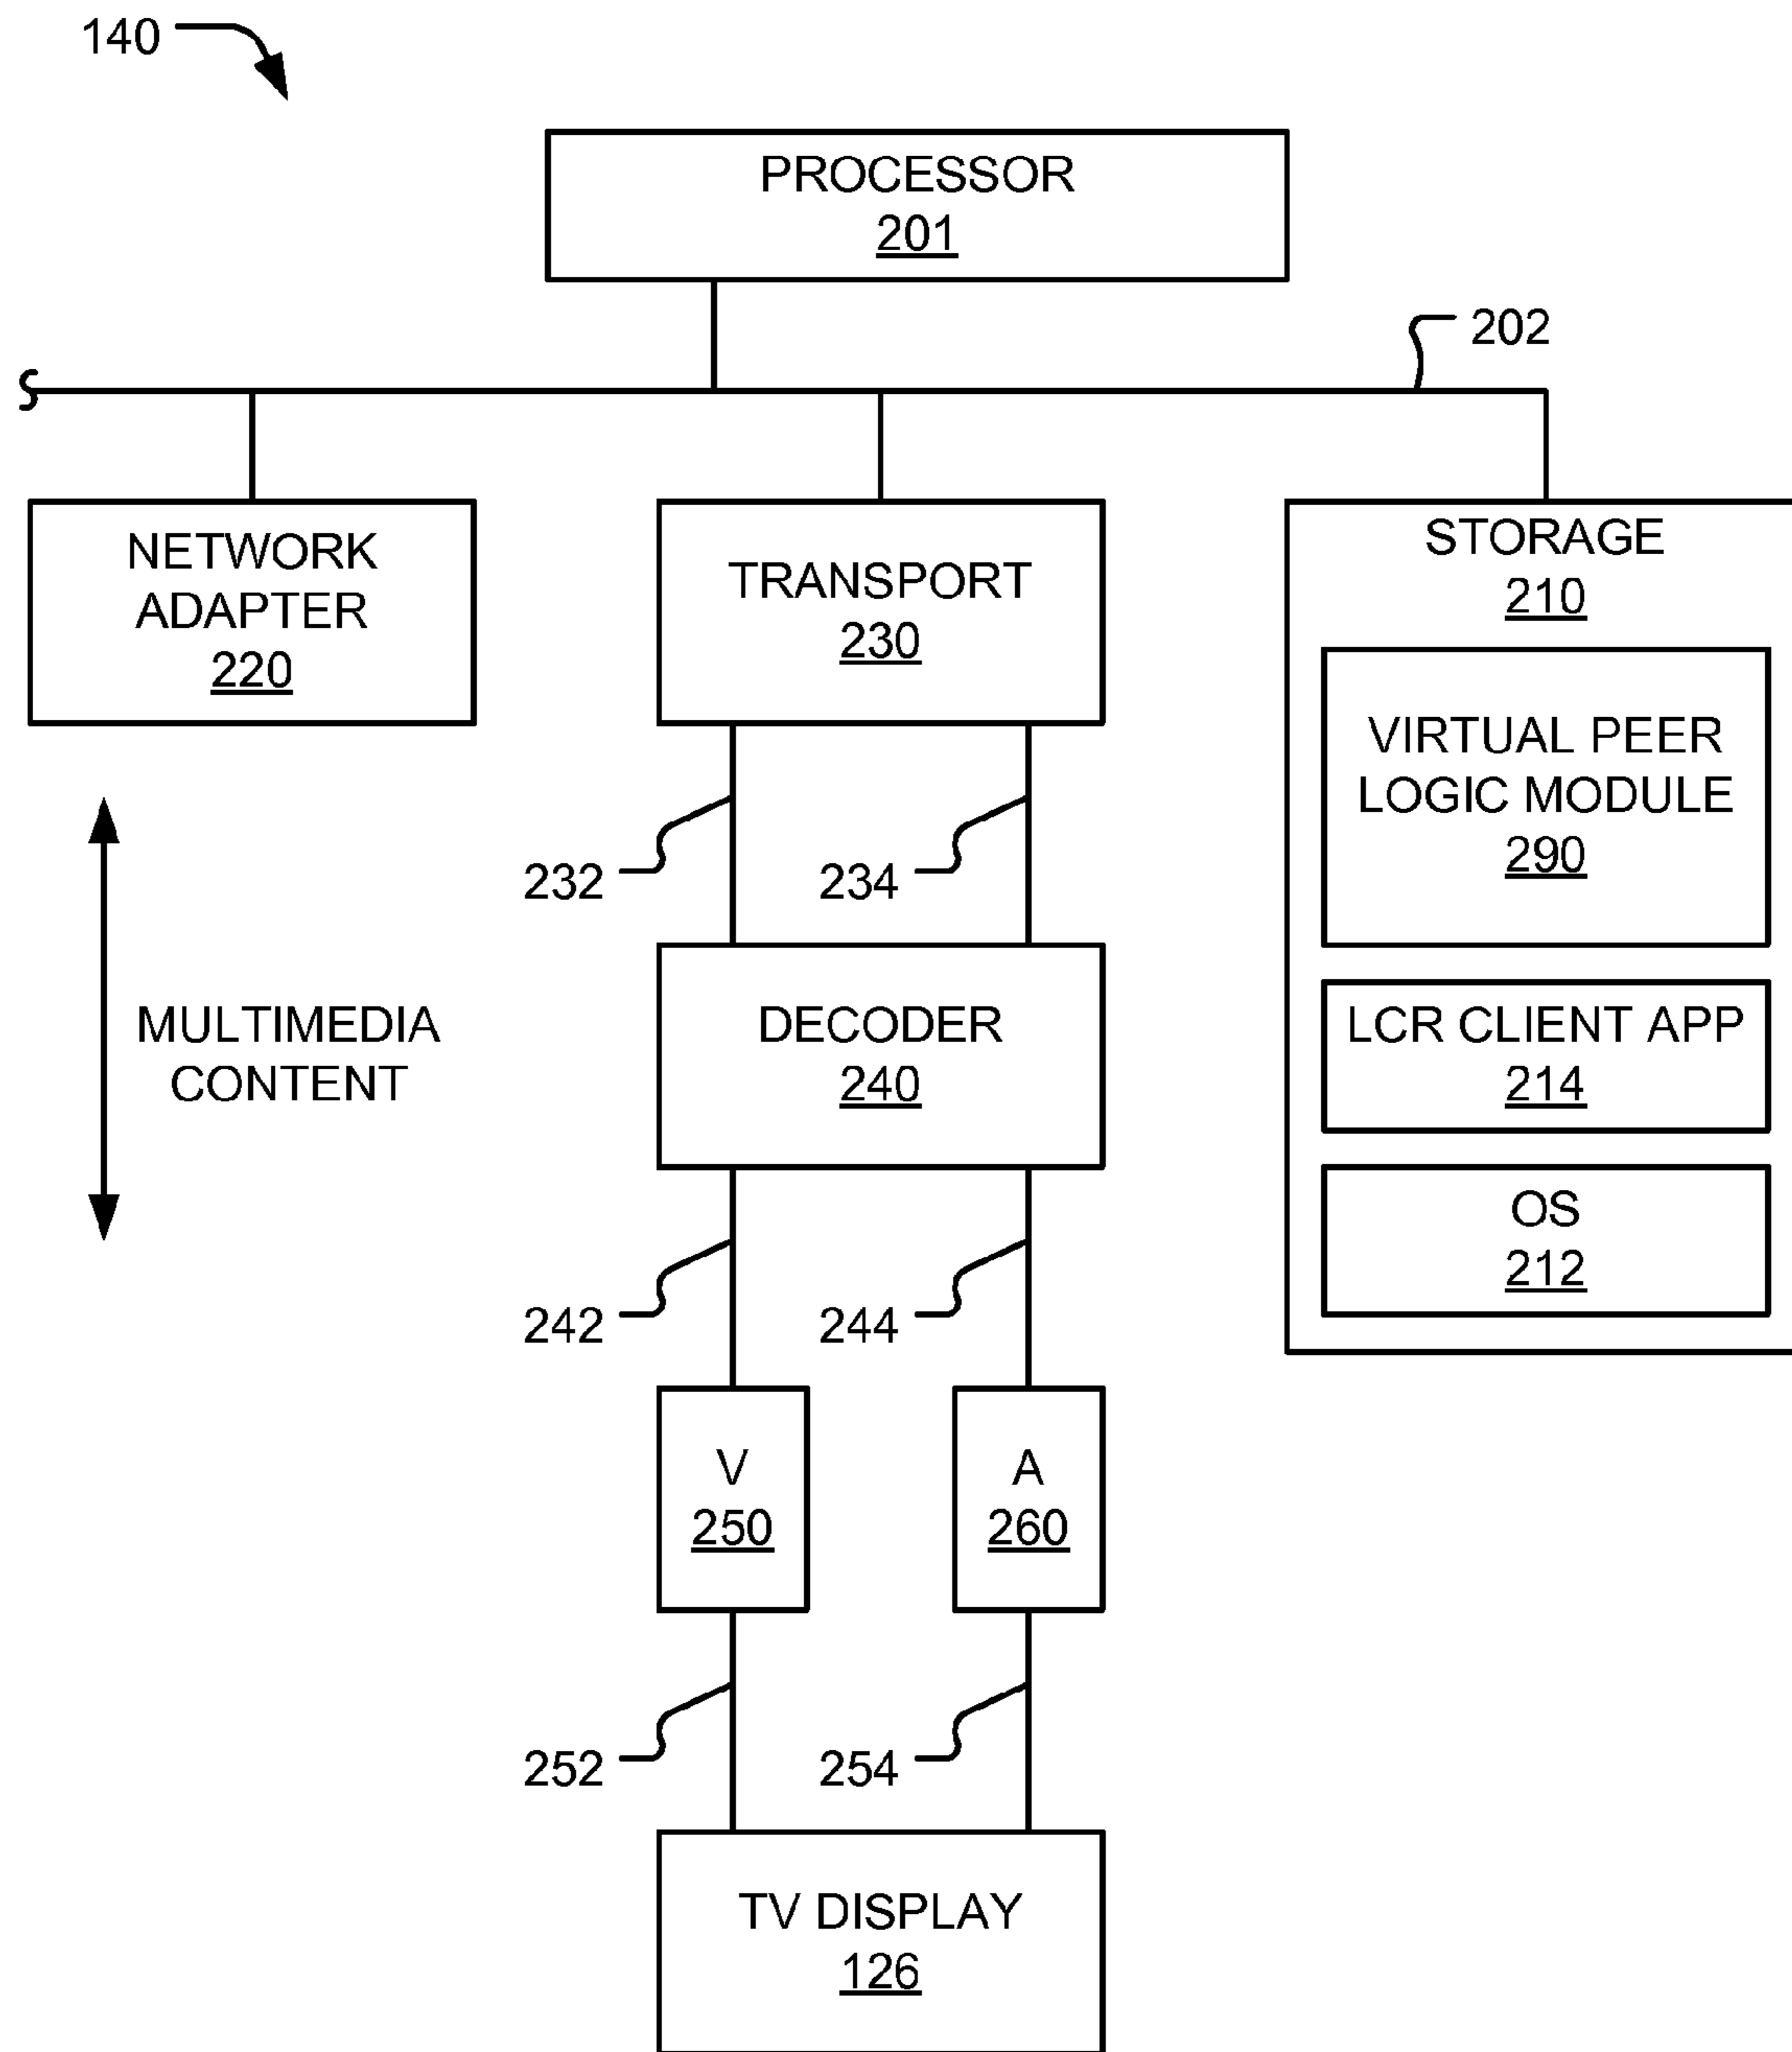 140
PROCESSOR
201
202
NETWORK
ADAPTER
220
TRANSPORT
230
STORAGE
210
VIRTUAL PEER
LOGIC MODULE
290
232
234
MULTIMEDIA
CONTENT
DECODER
240
LCR CLIENT APP
214
OS
212
242
244
V
250
A
260
252
254
TV DISPLAY
126